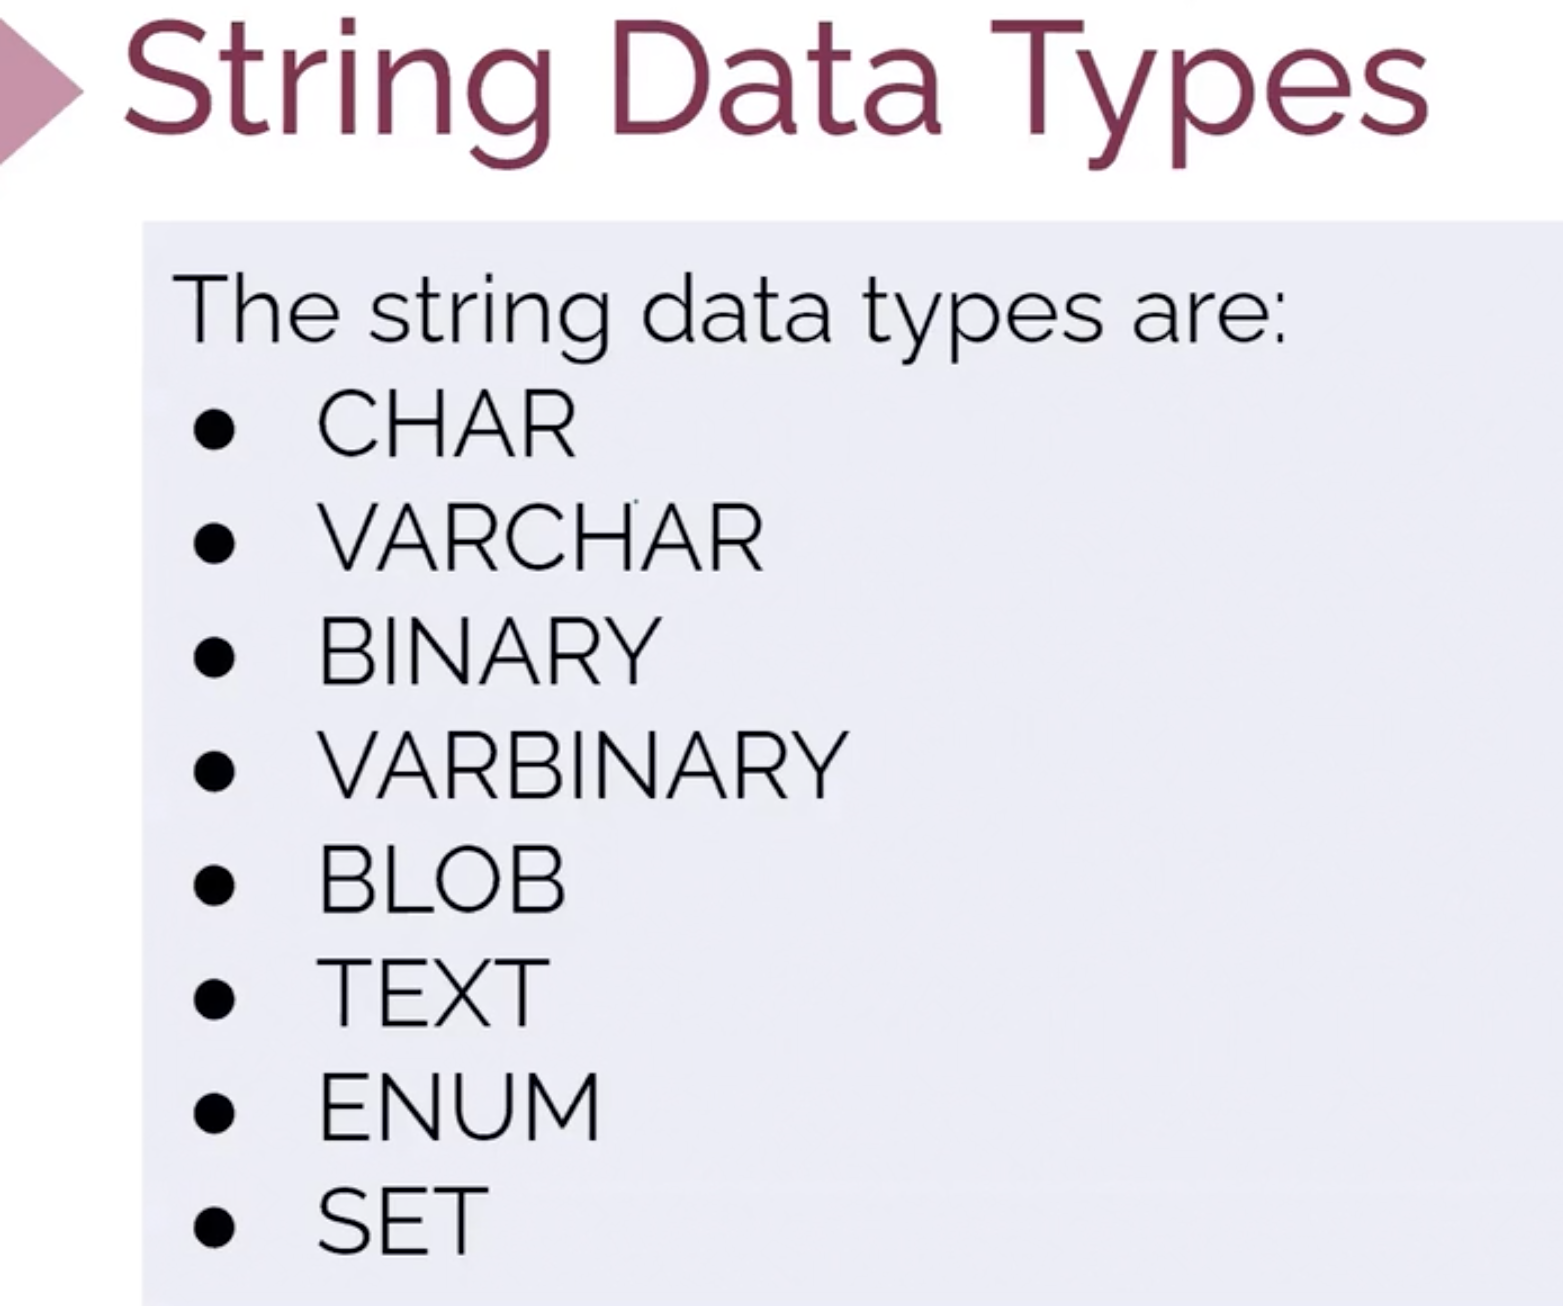 String Data Types
The string data types are:
● CHAR
● VARCHAR
● BINARY
● VARBINARY
● BLOB
● TEXT
● ENUM
● SET